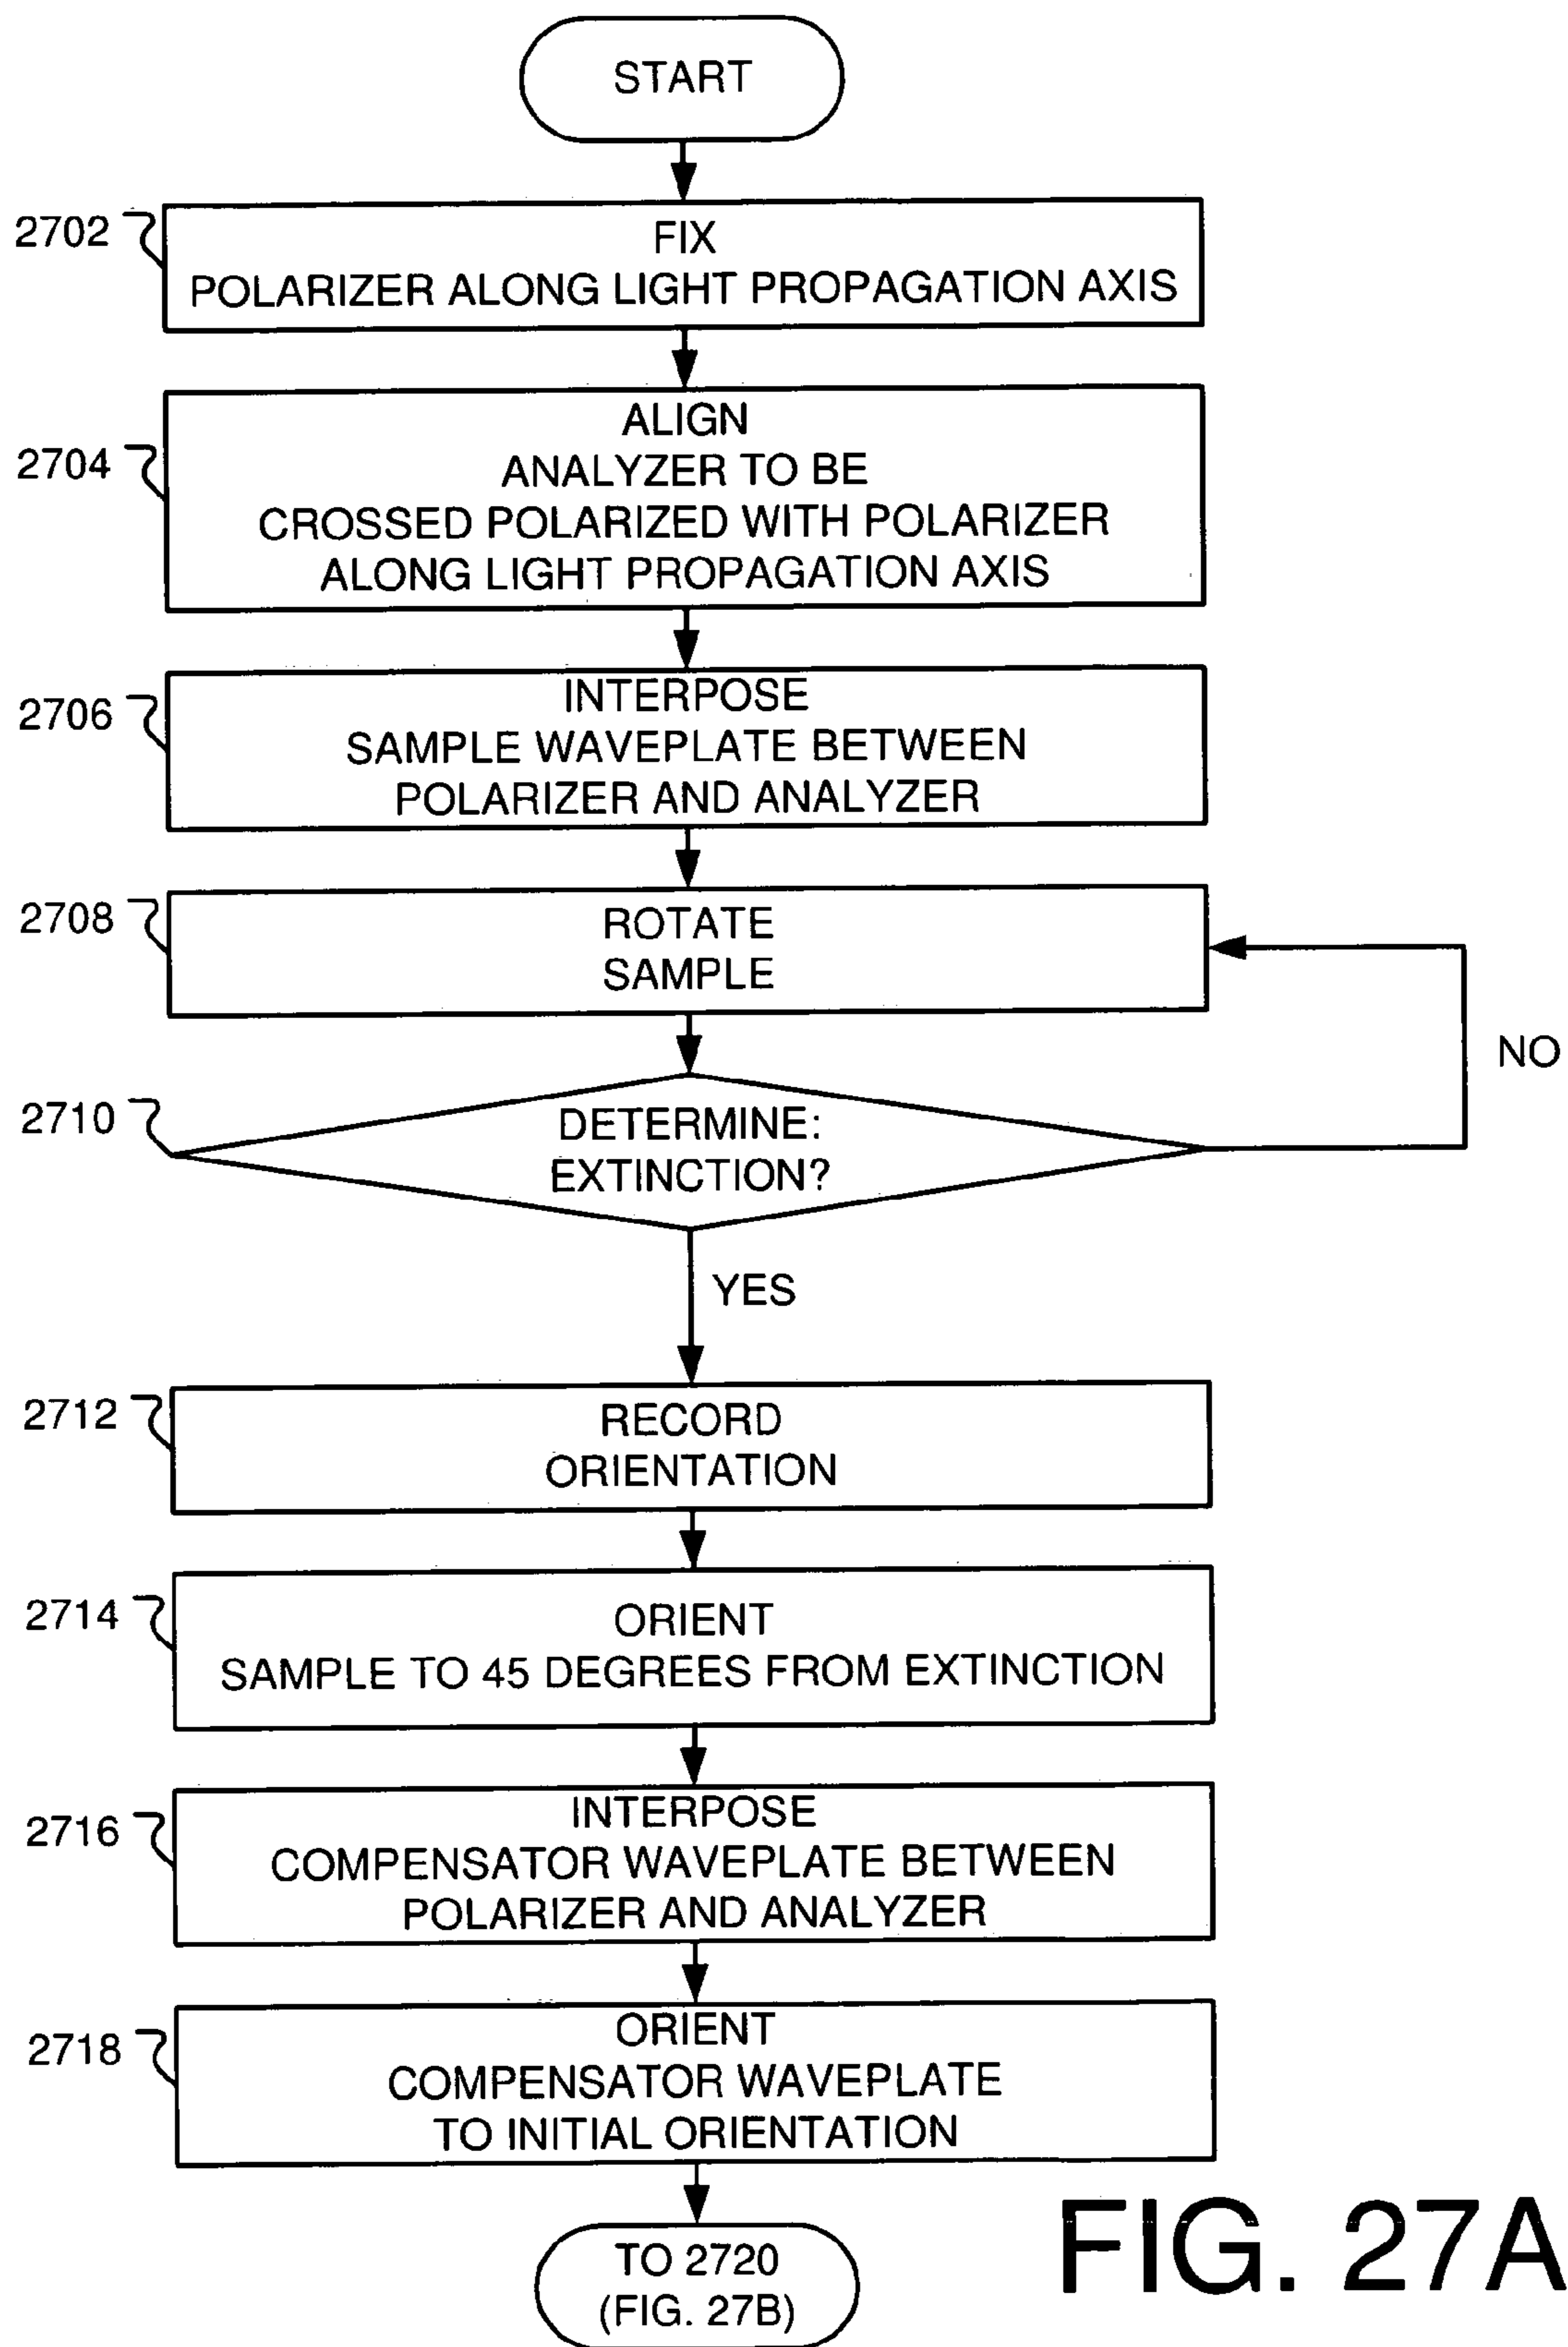 START
2702
FIX
POLARIZER ALONG LIGHT PROPAGATION AXIS
2704
ALIGN
ANALYZER TO BE
CROSSED POLARIZED WITH POLARIZER
ALONG LIGHT PROPAGATION AXIS
2706
INTERPOSE
SAMPLE WAVEPLATE BETWEEN
POLARIZER AND ANALYZER
2708
ROTATE
SAMPLE
NO
2710
DETERMINE:
EXTINCTION?
YES
2712
RECORD
ORIENTATION
2714
ORIENT
SAMPLE TO 45 DEGREES FROM EXTINCTION
2716
INTERPOSE
COMPENSATOR WAVEPLATE BETWEEN
POLARIZER AND ANALYZER
2718
ORIENT
COMPENSATOR WAVEPLATE
TO INITIAL ORIENTATION
TO 2720
(FIG. 27B)
FIG. 27A